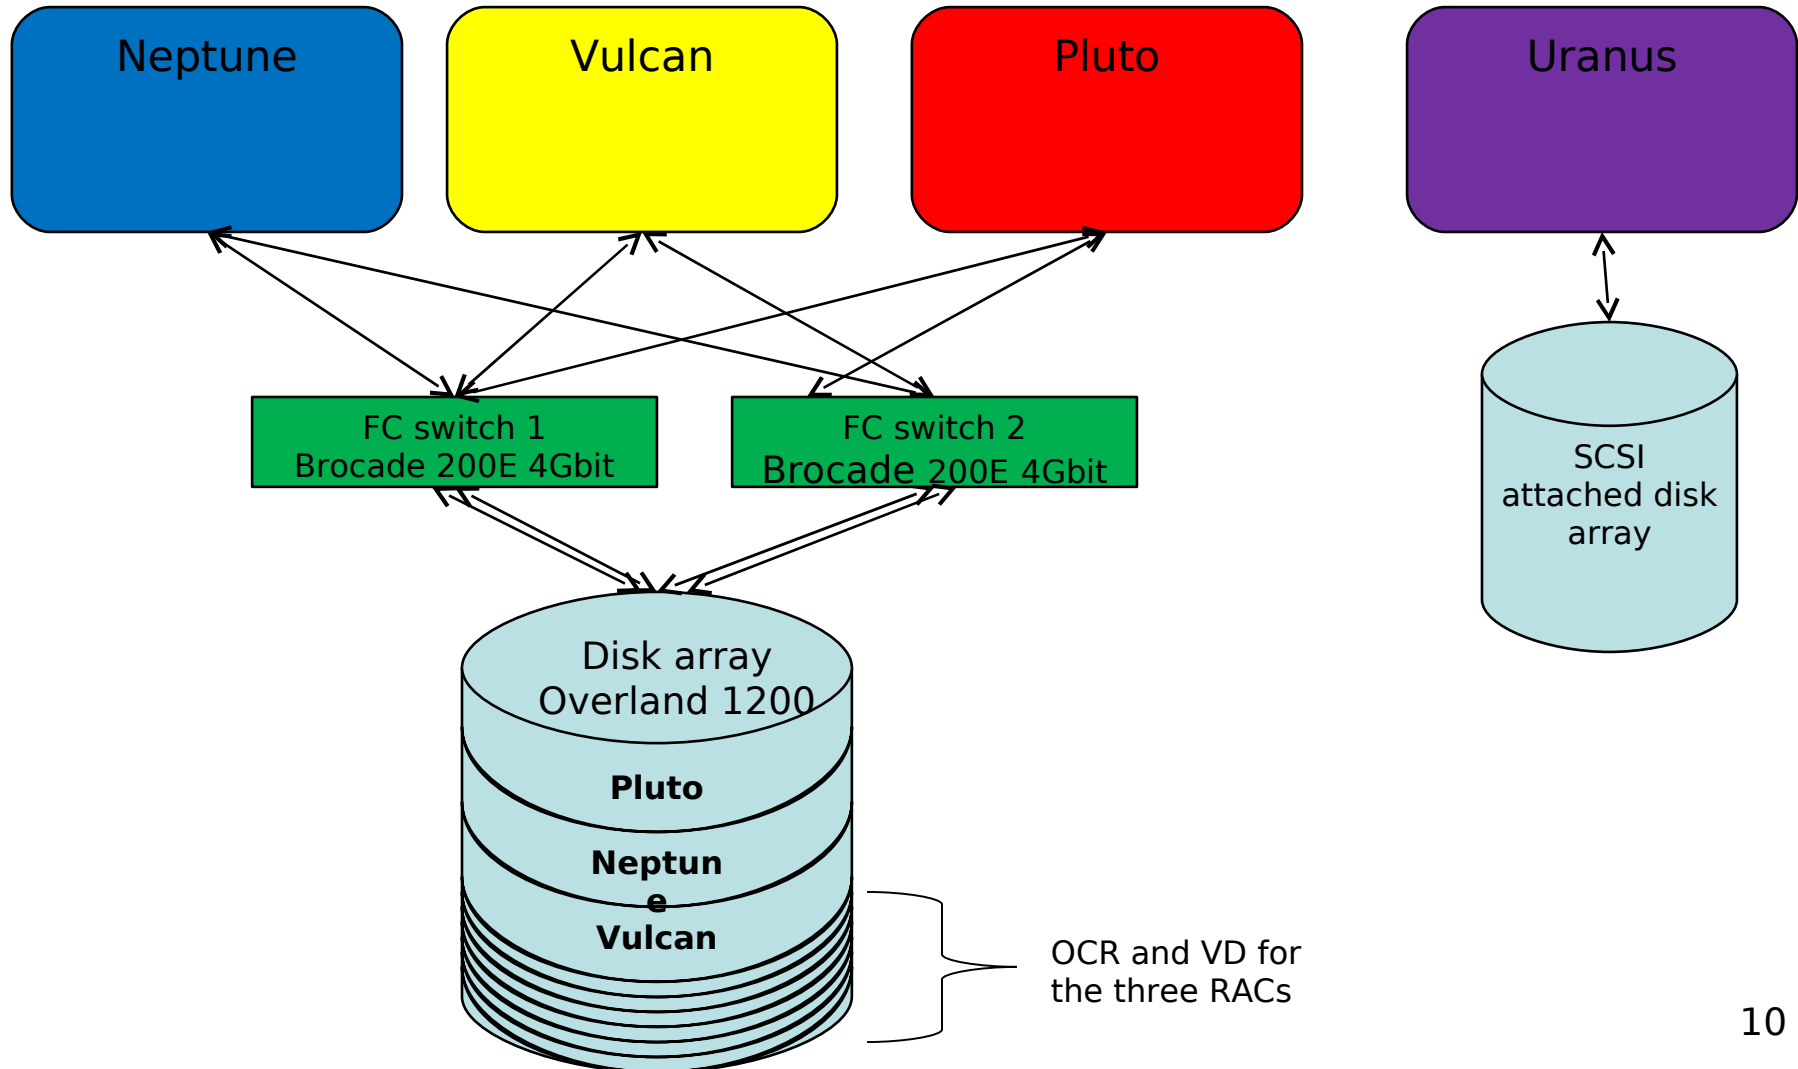 Neptune
Vulcan
Pluto
Uranus
FC switch 1
Brocade 200E 4Gbit
FC switch 2
Brocade 200E 4Gbit
SCSI
attached disk
array
Disk array
Overland 1200
Pluto
Neptun
e
Vulcan
OCR and VD for
the three RACs
10